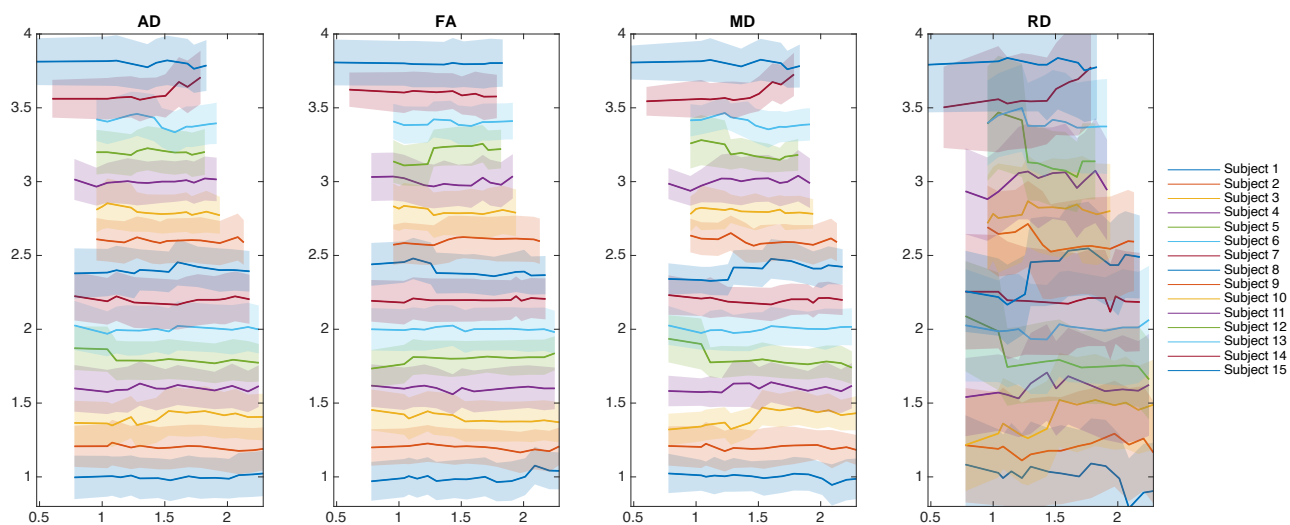 AD
FA
MD
RD
4
3.5
3
2.5
2
1.5
1
0.5 1 1.5 2
4
3.5
3
2.5
2
1.5
1
0.5 1 1.5 2
4
3.5
3
2.5
2
1.5
1
0.5 1 1.5 2
4
3.5
3
2.5
2
1.5
1
0.5 1 1.5 2
Subject 1
Subject 2
Subject 3
Subject 4
Subject 5
Subject 6
Subject 7
Subject 8
Subject 9
Subject 10
Subject 11
Subject 12
Subject 13
Subject 14
Subject 15